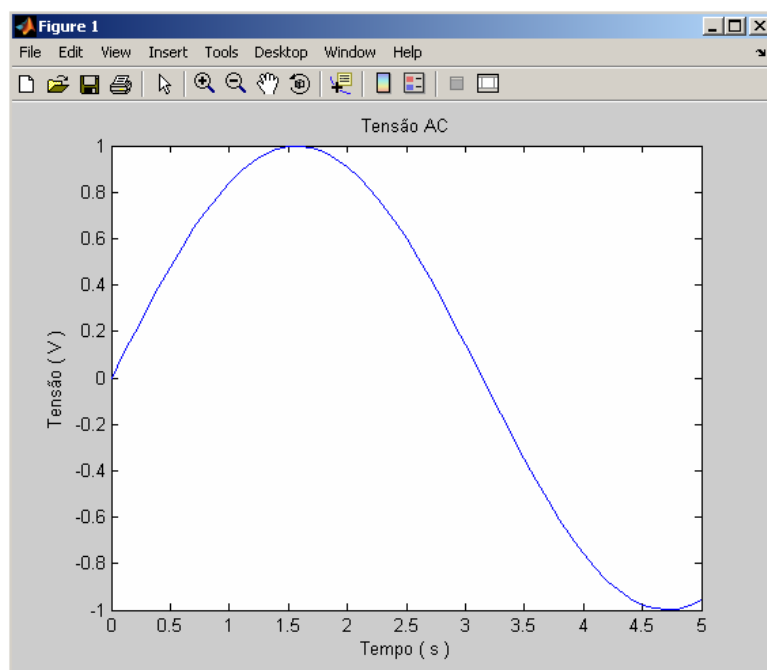 Figure 1
File Edit View Insert Tools Desktop Window Help
Tensão AC
1
0.8
0.6
0.4
0.2
0
-0.2
-0.4
-0.6
-0.8
-1
Tensão ( V )
0 0.5 1 1.5 2 2.5 3 3.5 4 4.5 5
Tempo ( s )